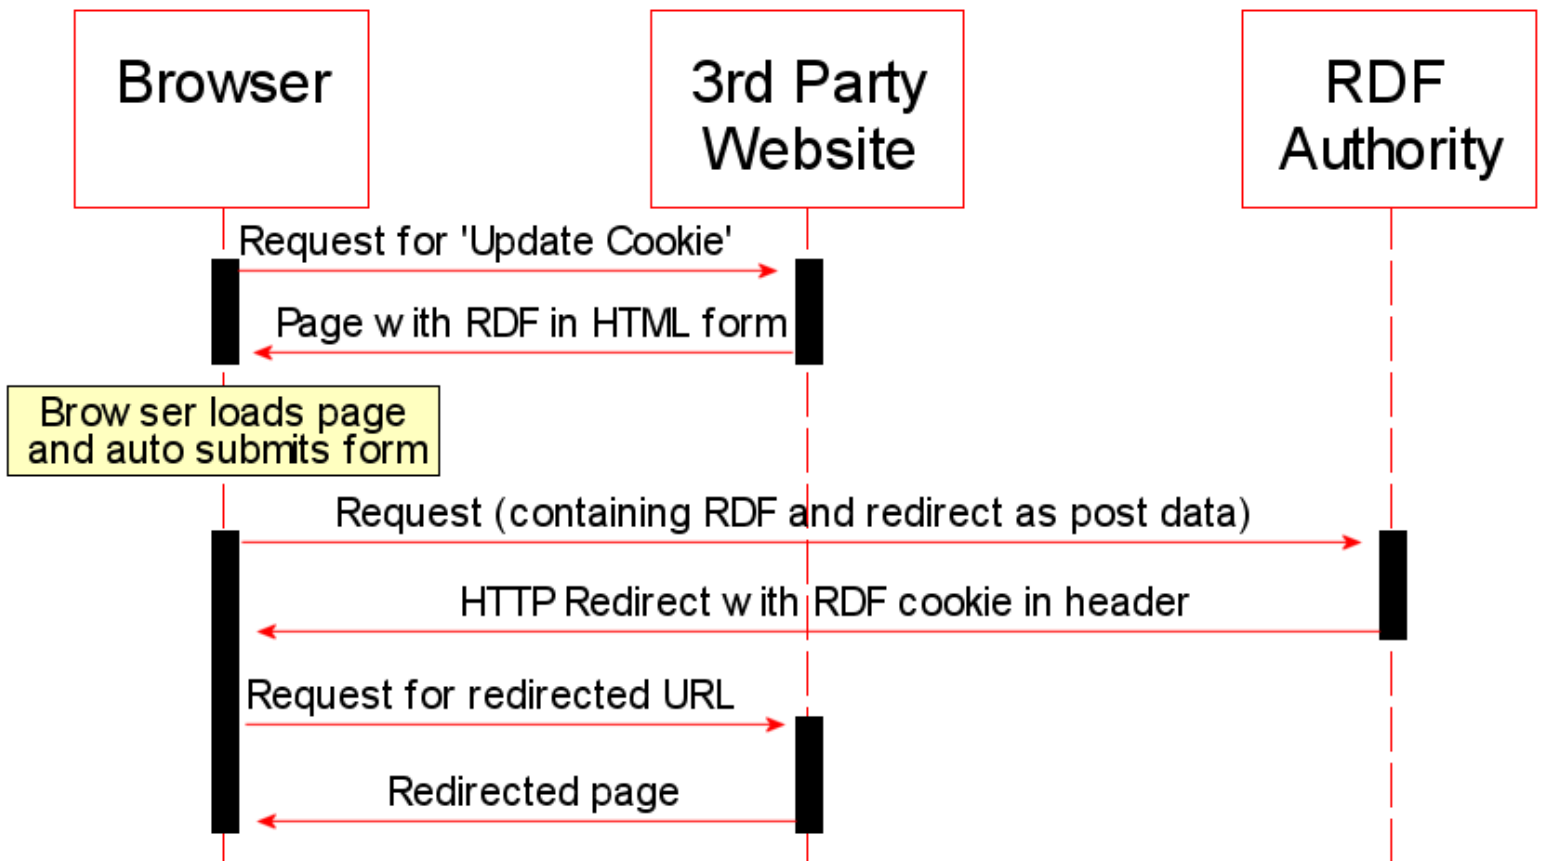 Browser
3rd Party
Website
RDF
Authority
Request for 'Update Cookie'
Page with RDF in HTML form
Browser loads page
and auto submits form
Request (containing RDF and redirect as post data)
HTTP Redirect with RDF cookie in header
Request for redirected URL
Redirected page